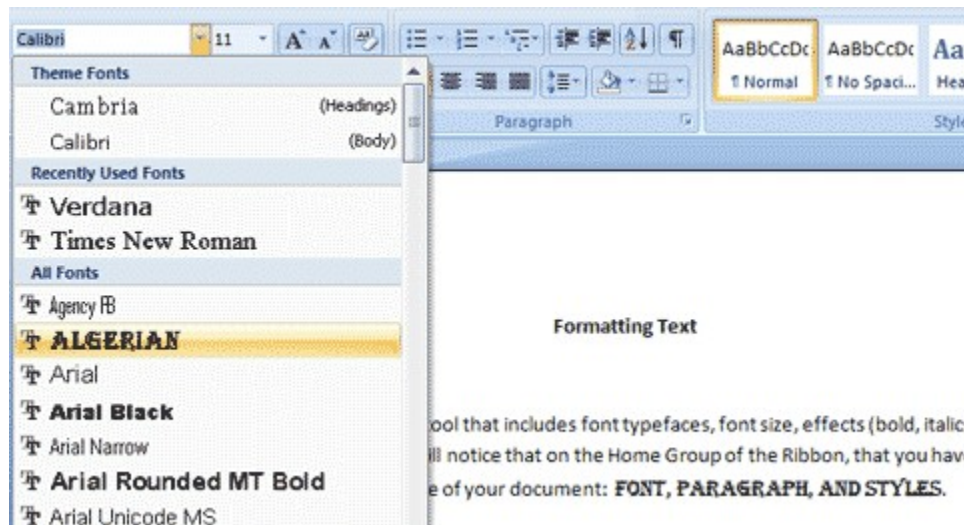 Calibri 11
AaBbCcDc AaBbCcDc Aa
¶ Normal ¶ No Spaci... Hea
Paragraph Style
Theme Fonts
Cambria (Headings)
Calibri (Body)
Recently Used Fonts
Verdana
Times New Roman
All Fonts
Agency FB
ALGERIAN
Arial
Arial Black
Arial Narrow
Arial Rounded MT Bold
Arial Unicode MS
Formatting Text
ool that includes font typefaces, font size, effects (bold, italic
ll notice that on the Home Group of the Ribbon, that you hav
e of your document: FONT, PARAGRAPH, AND STYLES.